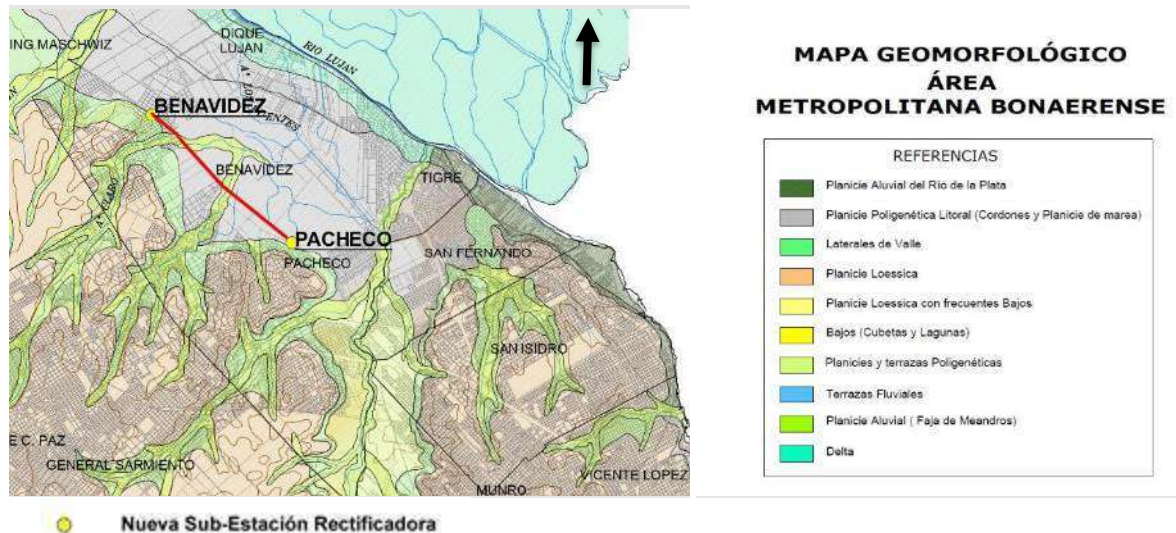 ING MASCHWIZ
DIQUE
LUJAN
RIO LUJAN
BENAVIDEZ
BENAVIDEZ
Aº CLARO
TIGRE
PACHECO
PACHECO
SAN FERNANDO
SAN ISIDRO
E C. PAZ
GENERAL SARMIENTO
MUNRO
VICENTE LOPEZ
MAPA GEOMORFOLÓGICO
ÁREA
METROPOLITANA BONAERENSE
REFERENCIAS
Planicie Aluvial del Río de la Plata
Planicie Poligenética Litoral (Cordones y Planicie de marea)
Laterales de Valle
Planicie Loessica
Planicie Loessica con frecuentes Bajos
Bajos (Cubetas y Lagunas)
Planicies y terrazas Poligenéticas
Terrazas Fluviales
Planicie Aluvial ( Faja de Meandros)
Delta
Nueva Sub-Estación Rectificadora